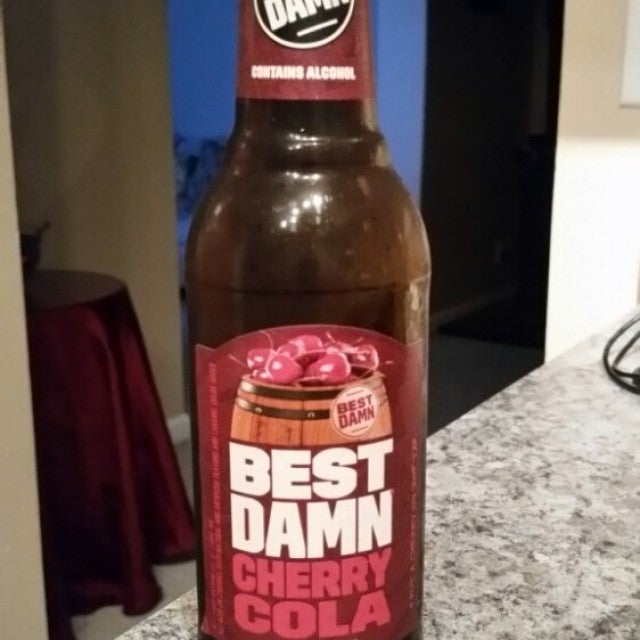 DAMN
CONTAINS ALCOHOL
BEST
DAMN
BEST
DAMN
CHERRY
COLA